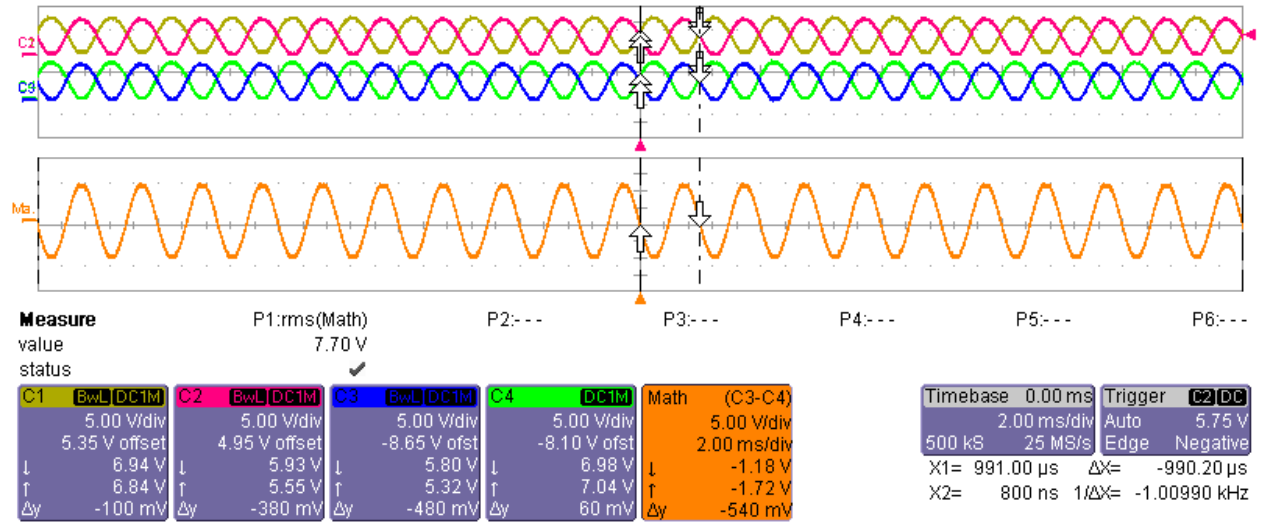 C2
C3
Ma.
Measure P1:rms(Math) P2:- - - P3:- - - P4:- - - P5:- - - P6:- - -
value 7.70 V
status ✔
C1 BwL DC1M C2 BwL DC1M C3 BwL DC1M C4 DC1M Math (C3-C4) Timebase 0.00 ms Trigger C2 DC
5.00 V/div 5.00 V/div 5.00 V/div 5.00 V/div 5.00 V/div 2.00 ms/div Auto 5.75 V
5.35 V offset 4.95 V offset -8.65 V ofst -8.10 V ofst 2.00 ms/div 500 kS 25 MS/s Edge Negative
↓ 6.94 V ↓ 5.93 V ↓ 5.80 V ↓ 6.98 V ↓ -1.18 V X1= 991.00 µs ΔX= -990.20 µs
↑ 6.84 V ↑ 5.55 V ↑ 5.32 V ↑ 7.04 V ↑ -1.72 V X2= 800 ns 1/ΔX= -1.00990 kHz
Δy -100 mV Δy -380 mV Δy -480 mV Δy 60 mV Δy -540 mV